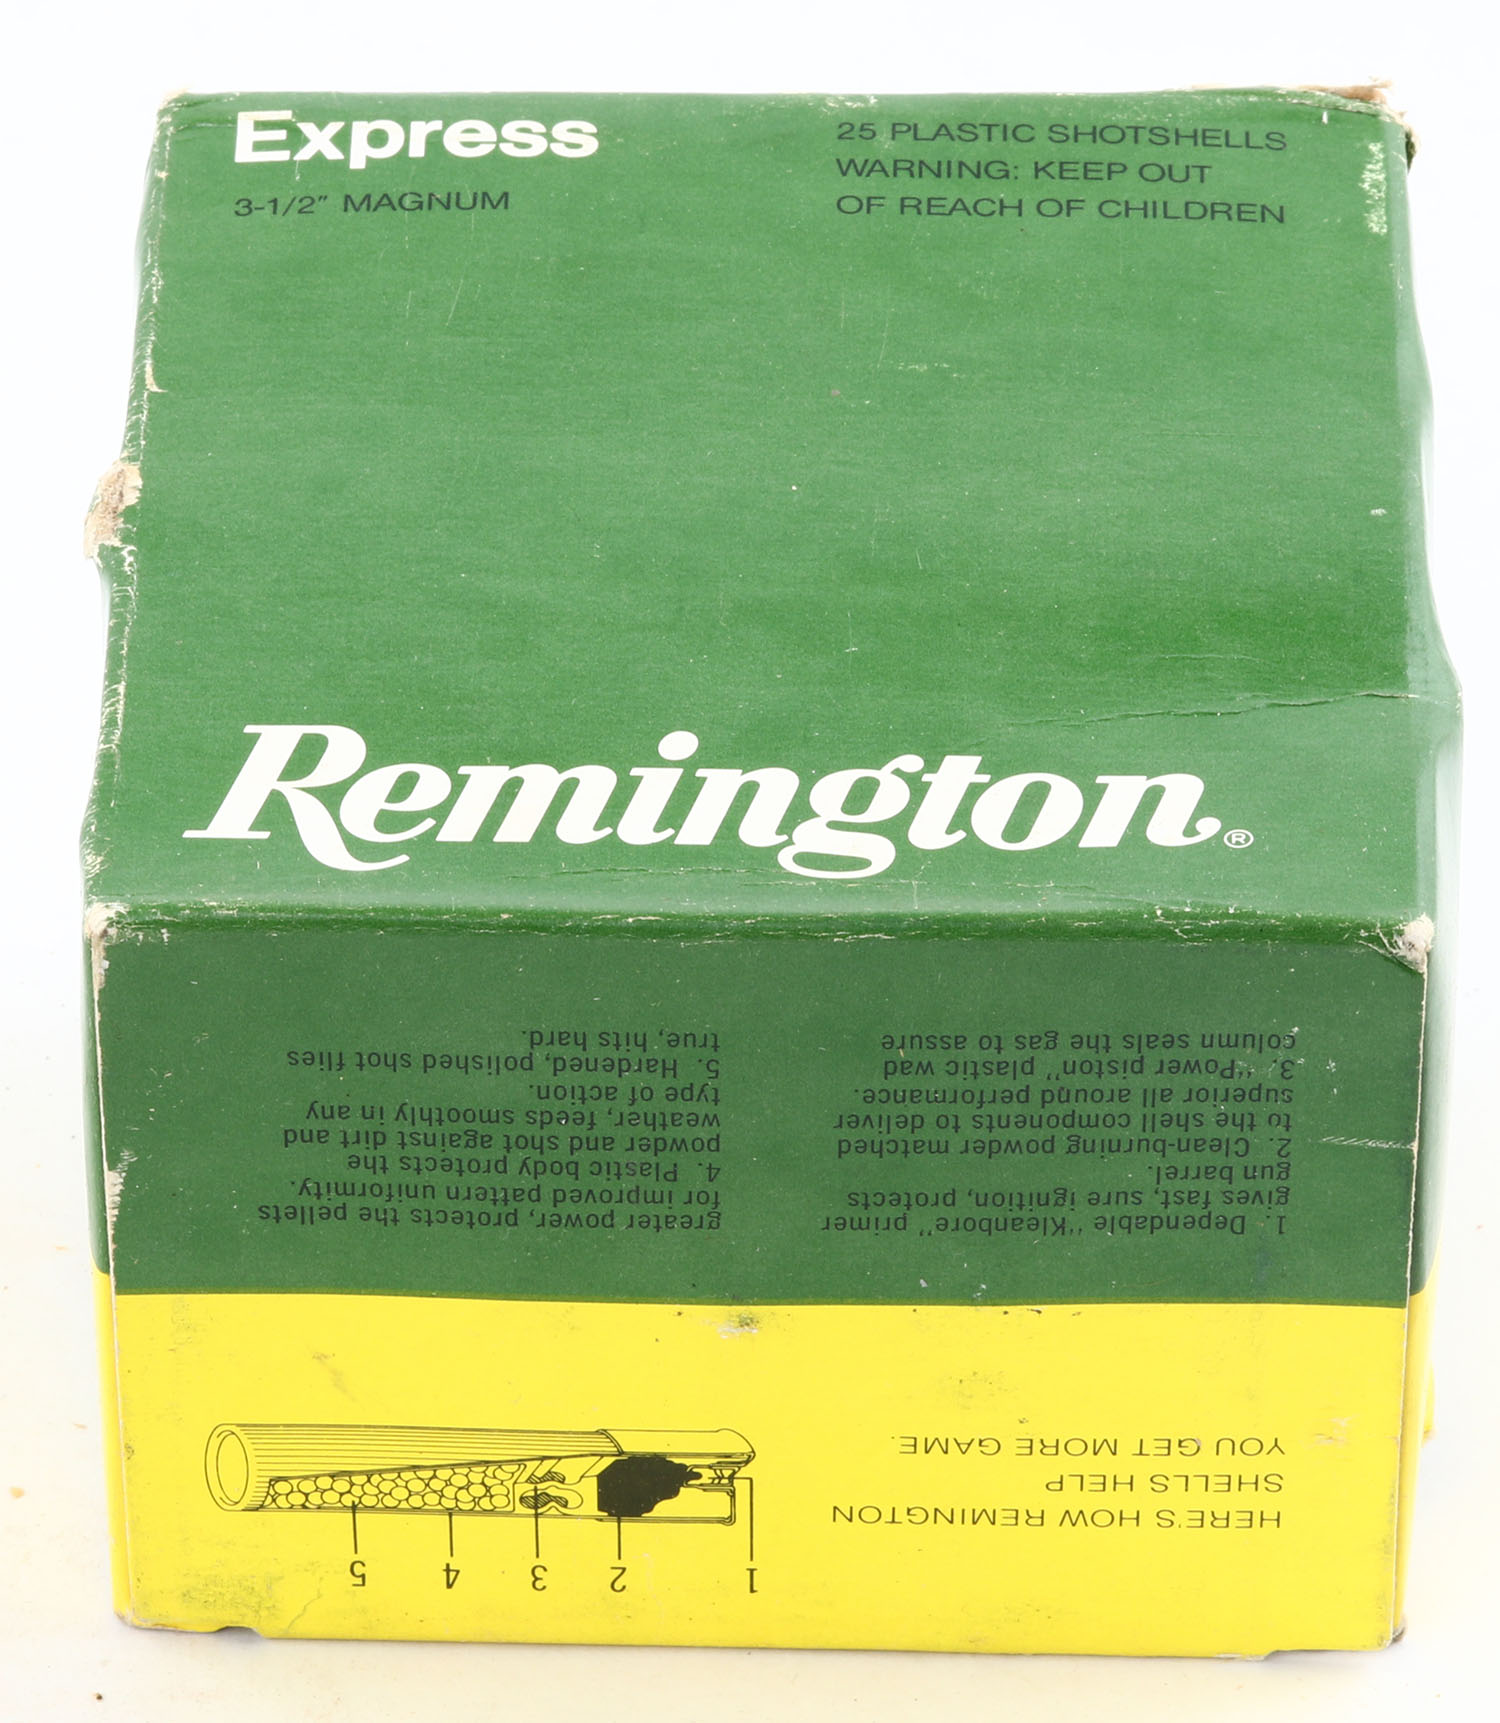 Express
3-1/2" MAGNUM
25 PLASTIC SHOTSHELLS
WARNING: KEEP OUT
OF REACH OF CHILDREN
Remington®
HERE'S HOW REMINGTON
SHELLS HELP
YOU GET MORE GAME.
1
2
3
4
5
1. Dependable "Kleanbore" primer
gives fast, sure ignition, protects
gun barrel.
2. Clean-burning powder matched
to the shell components to deliver
superior all around performance.
3. "Power piston" plastic wad
column seals the gas to assure
greater power, protects the pellets
for improved pattern uniformity.
4. Plastic body protects the
powder and shot against dirt and
weather, feeds smoothly in any
type of action.
5. Hardened, polished shot flies
true, hits hard.